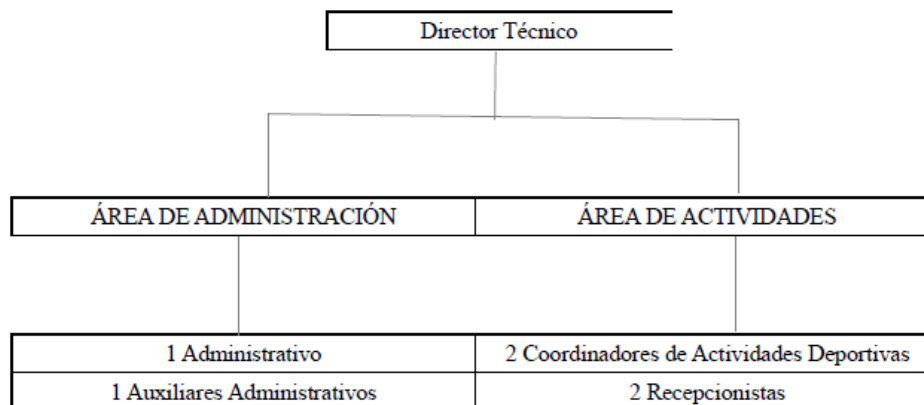 Director Técnico
ÁREA DE ADMINISTRACIÓN
ÁREA DE ACTIVIDADES
1 Administrativo
2 Coordinadores de Actividades Deportivas
1 Auxiliares Administrativos
2 Recepcionistas